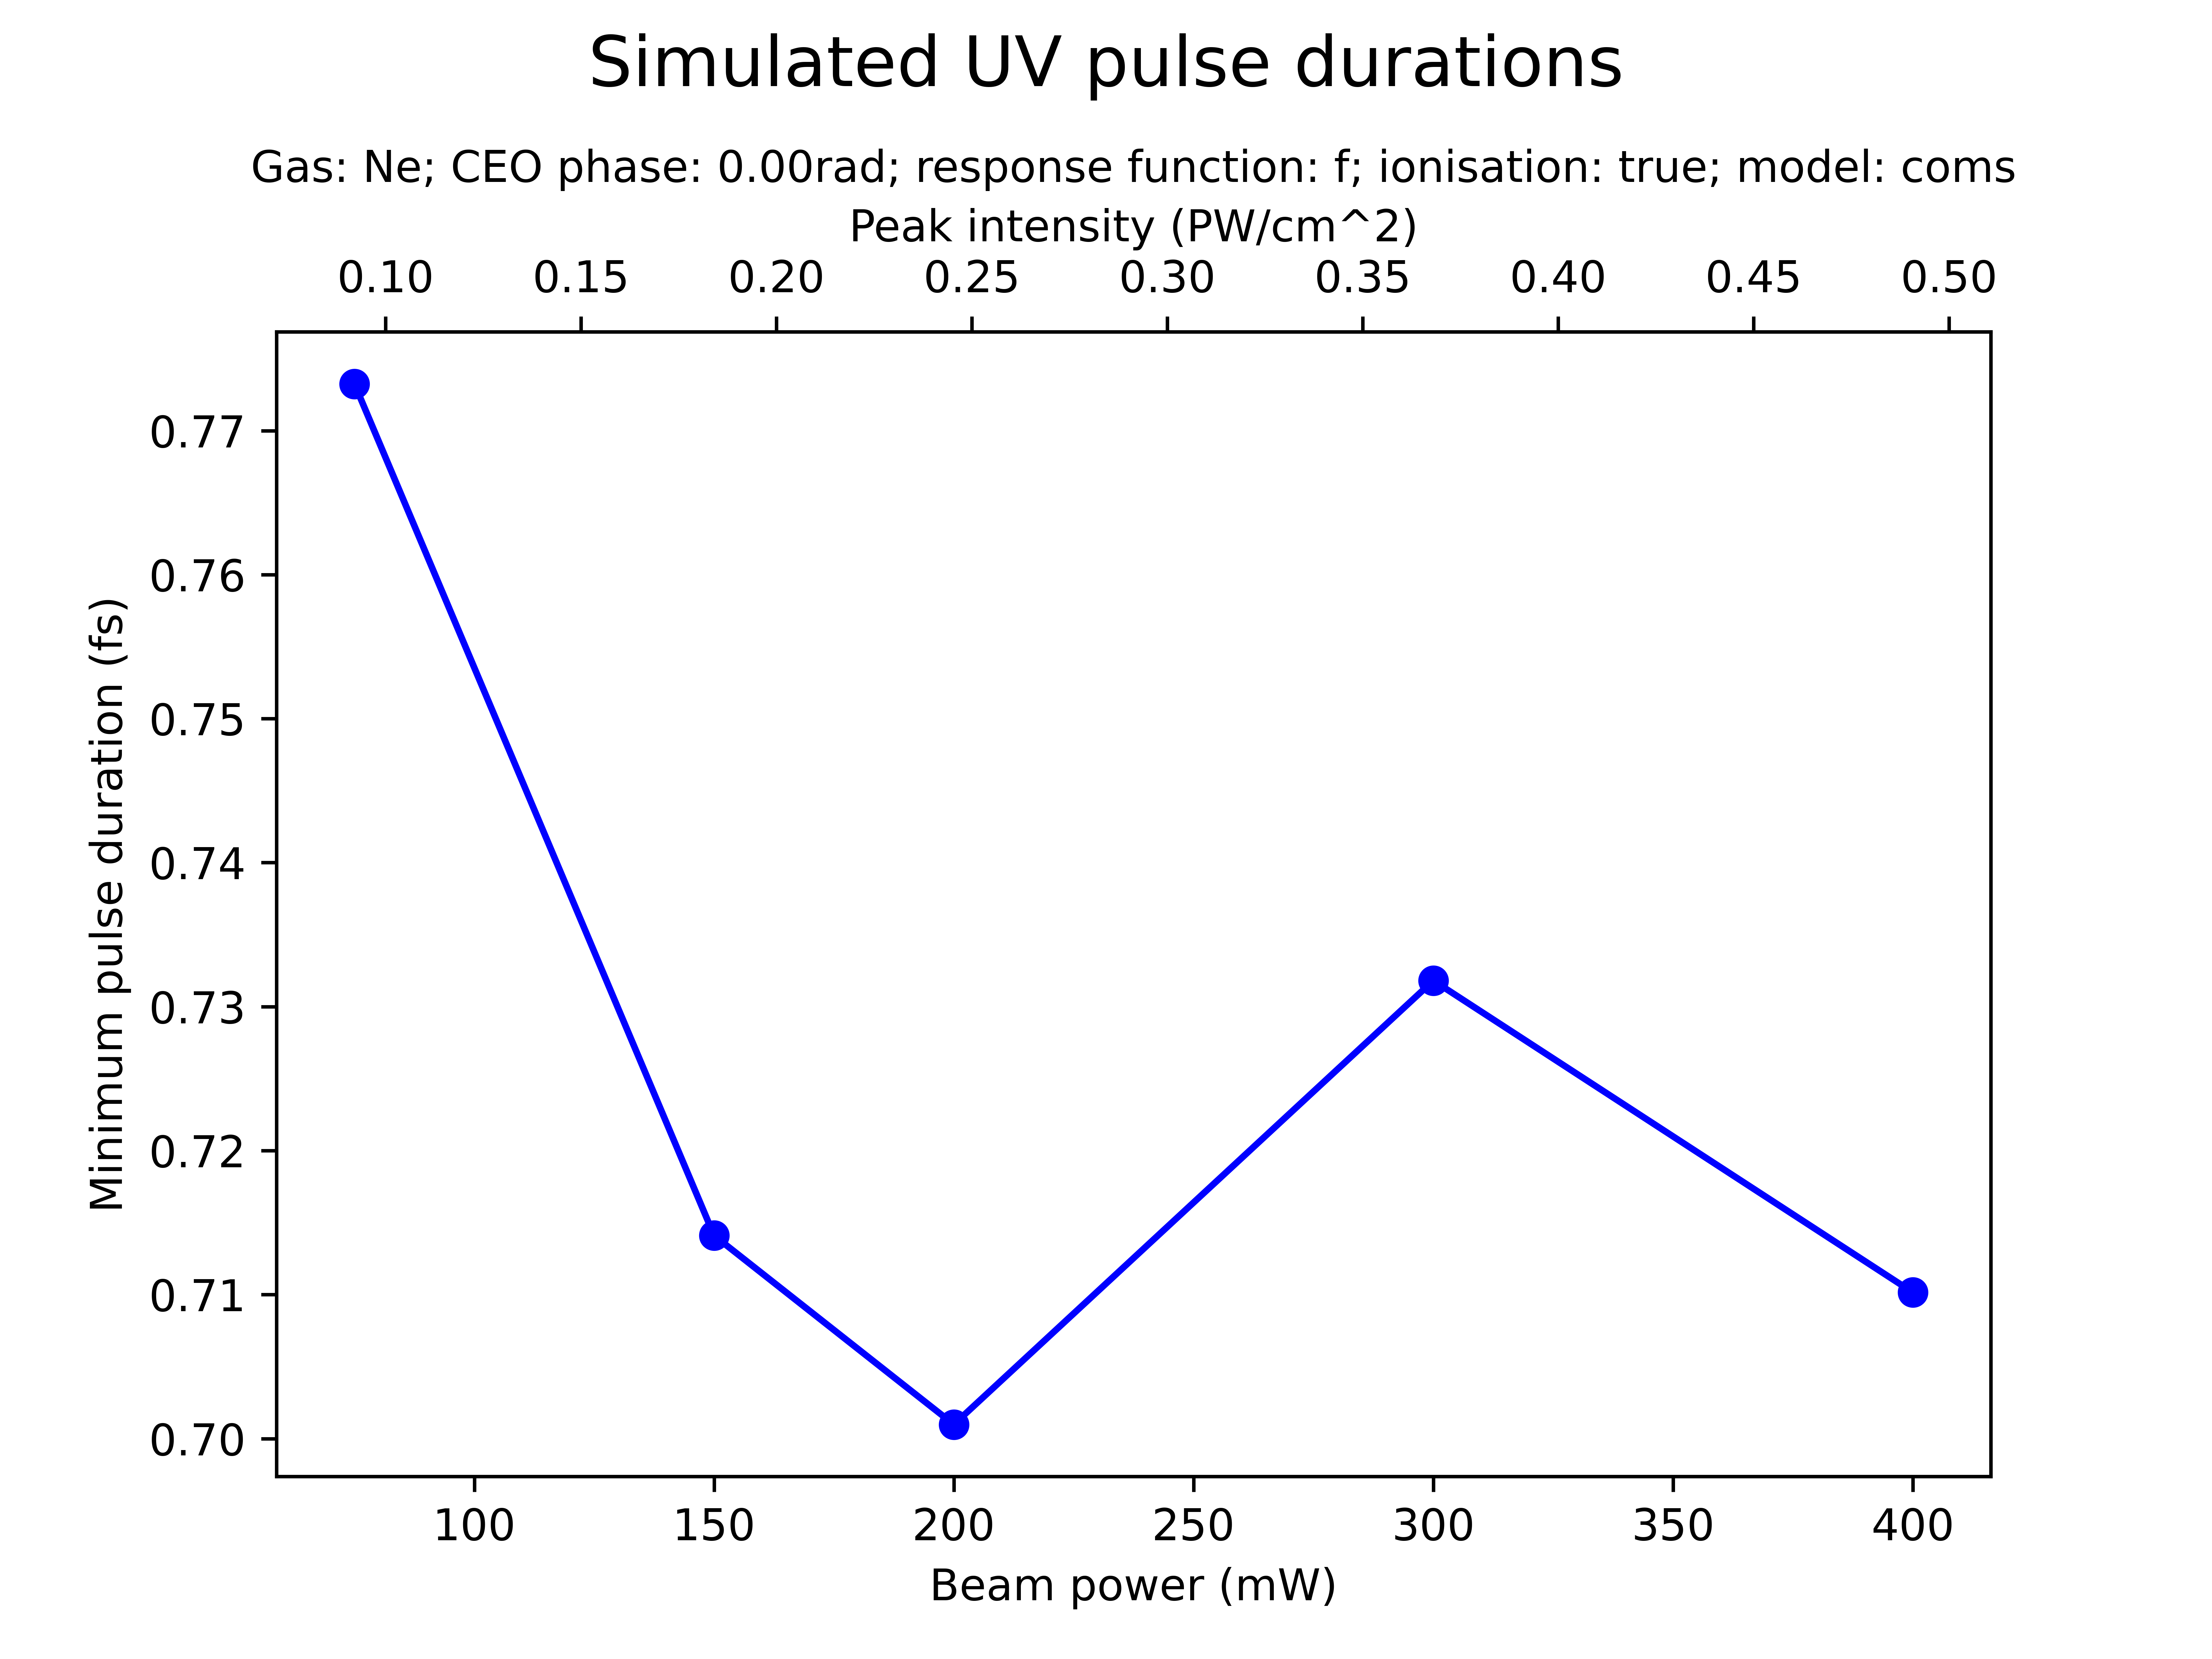 Simulated UV pulse durations
Gas: Ne; CEO phase: 0.00rad; response function: f; ionisation: true; model: coms
Peak intensity (PW/cm^2)
0.10 0.15 0.20 0.25 0.30 0.35 0.40 0.45 0.50
Minimum pulse duration (fs)
0.77
0.76
0.75
0.74
0.73
0.72
0.71
0.70
100 150 200 250 300 350 400
Beam power (mW)